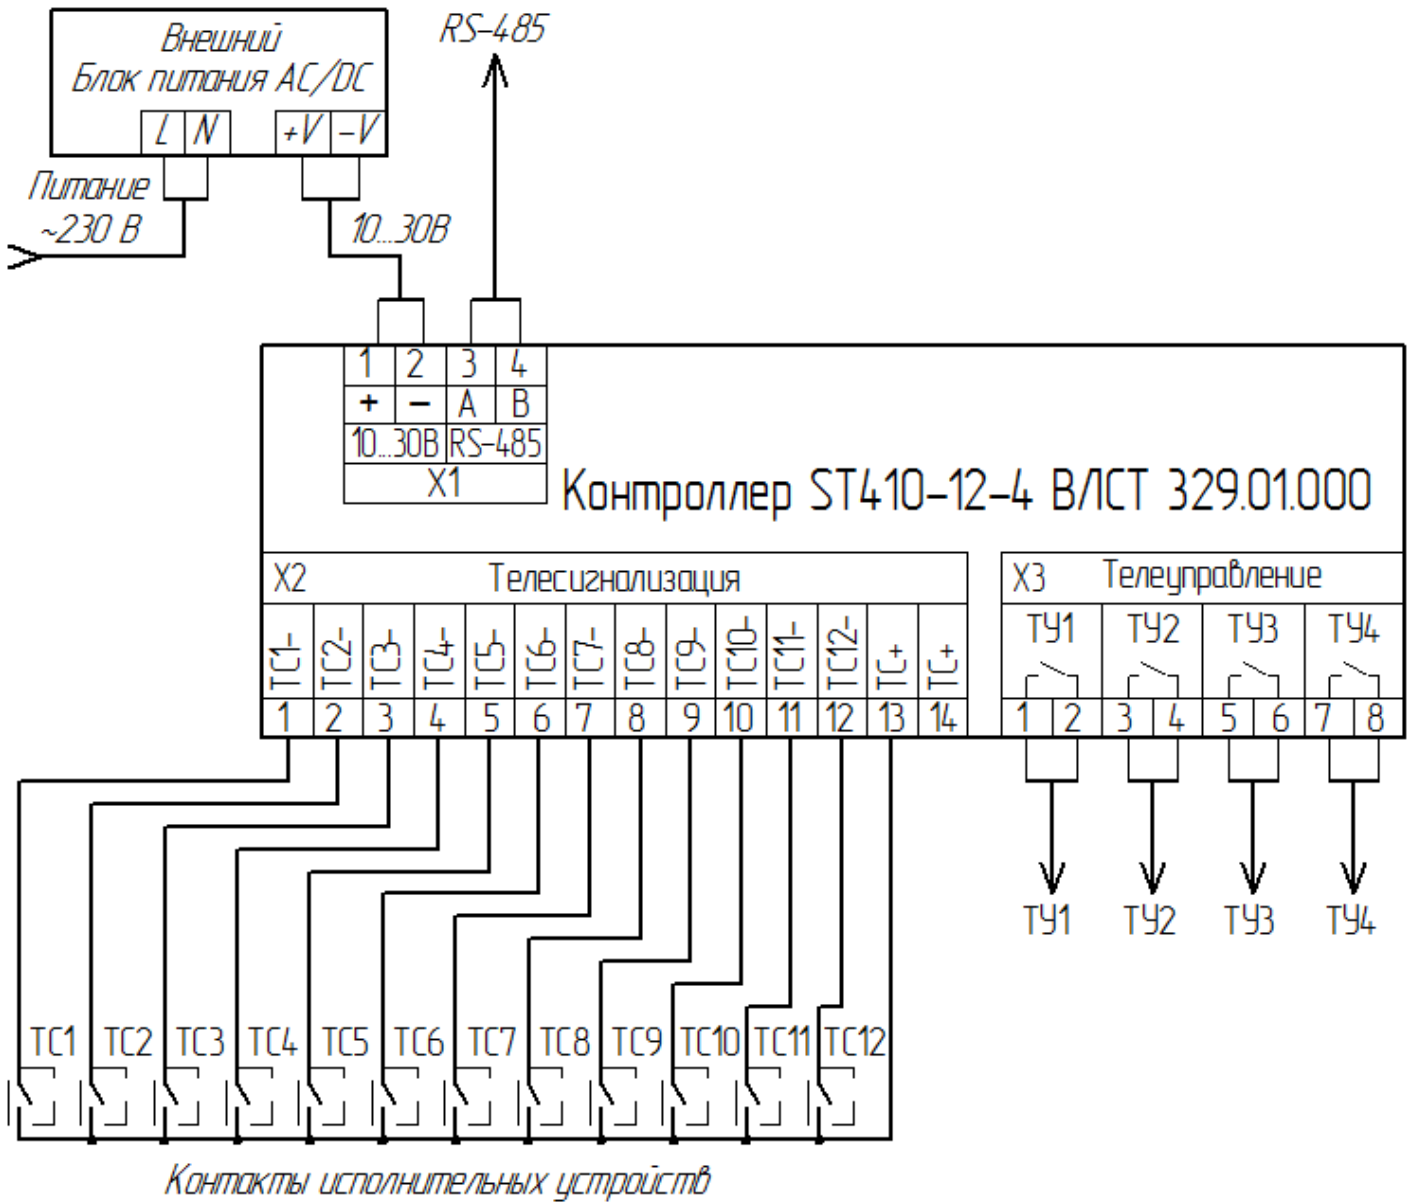 Внешний
Блок питания AC/DC
L N +V -V
Питание
~230 В
10...30В
RS-485
1 2 3 4
+ - A B
10...30В RS-485
X1
Контроллер ST410-12-4 ВЛСТ 329.01.000
X2 Телесигнализация
ТС1- ТС2- ТС3- ТС4- ТС5- ТС6- ТС7- ТС8- ТС9- ТС10- ТС11- ТС12- ТС+ ТС+
1 2 3 4 5 6 7 8 9 10 11 12 13 14
X3 Телеуправление
ТУ1 ТУ2 ТУ3 ТУ4
1 2 3 4 5 6 7 8
ТУ1 ТУ2 ТУ3 ТУ4
ТС1 ТС2 ТС3 ТС4 ТС5 ТС6 ТС7 ТС8 ТС9 ТС10 ТС11 ТС12
Контакты исполнительных устройств